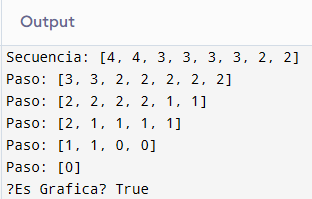 Output
Secuencia: [4, 4, 3, 3, 3, 3, 2, 2]
Paso: [3, 3, 2, 2, 2, 2, 2]
Paso: [2, 2, 2, 2, 1, 1]
Paso: [2, 1, 1, 1, 1]
Paso: [1, 1, 0, 0]
Paso: [0]
?Es Grafica? True